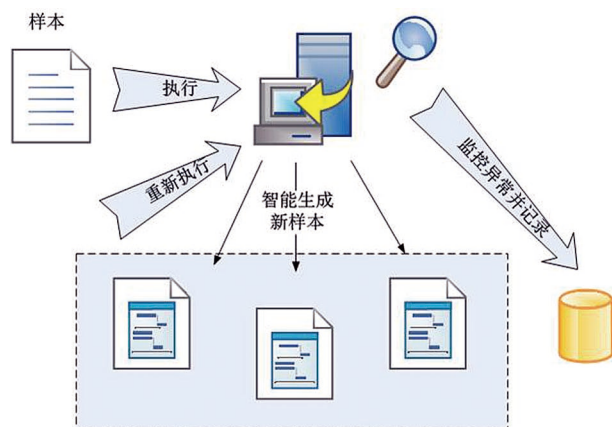 样本
执行
重新执行
智能生成
新样本
监控异常并记录